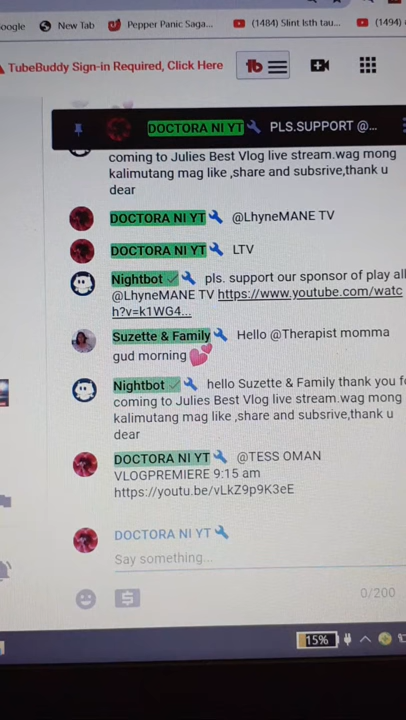 oogle New Tab Pepper Panic Saga... (1484) Slint Isth tau... (1494)
TubeBuddy Sign-in Required, Click Here
DOCTORA NI YT PLS.SUPPORT @...
coming to Julies Best Vlog live stream.wag mong
kalimutang mag like ,share and subsrive,thank u
dear
DOCTORA NI YT @LhyneMANE TV
DOCTORA NI YT LTV
Nightbot pls. support our sponsor of play all
@LhyneMANE TV https://www.youtube.com/watc
h?v=k1WG4...
Suzette & Family Hello @Therapist momma
gud morning
Nightbot hello Suzette & Family thank you f
coming to Julies Best Vlog live stream.wag mong
kalimutang mag like ,share and subsrive,thank u
dear
DOCTORA NI YT @TESS OMAN
VLOGPREMIERE 9:15 am
https://youtu.be/vLkZ9p9K3eE
DOCTORA NI YT
Say something...
0/200
15%